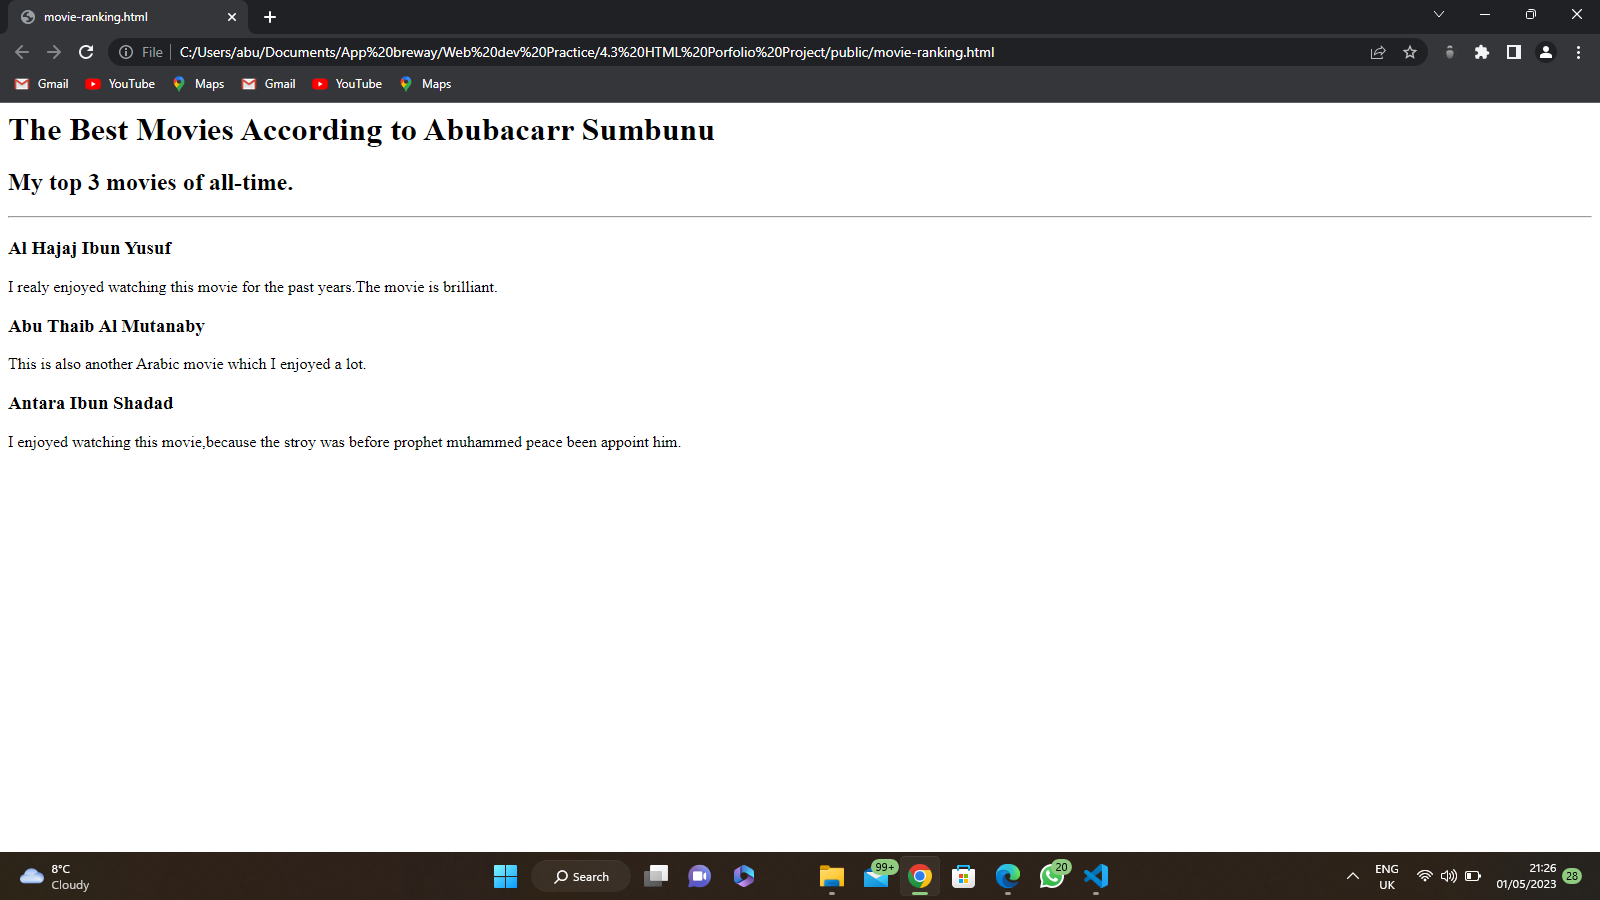 movie-ranking.html
File
C:/Users/abu/Documents/App%20breway/Web%20dev%20Practice/4.3%20HTML%20Porfolio%20Project/public/movie-ranking.html
Gmail YouTube Maps Gmail YouTube Maps
The Best Movies According to Abubacarr Sumbunu
My top 3 movies of all-time.
Al Hajaj Ibun Yusuf
I realy enjoyed watching this movie for the past years.The movie is brilliant.
Abu Thaib Al Mutanaby
This is also another Arabic movie which I enjoyed a lot.
Antara Ibun Shadad
I enjoyed watching this movie,because the stroy was before prophet muhammed peace been appoint him.
8°C
Cloudy
Search
99+
20
ENG
UK
21:26
01/05/2023
28